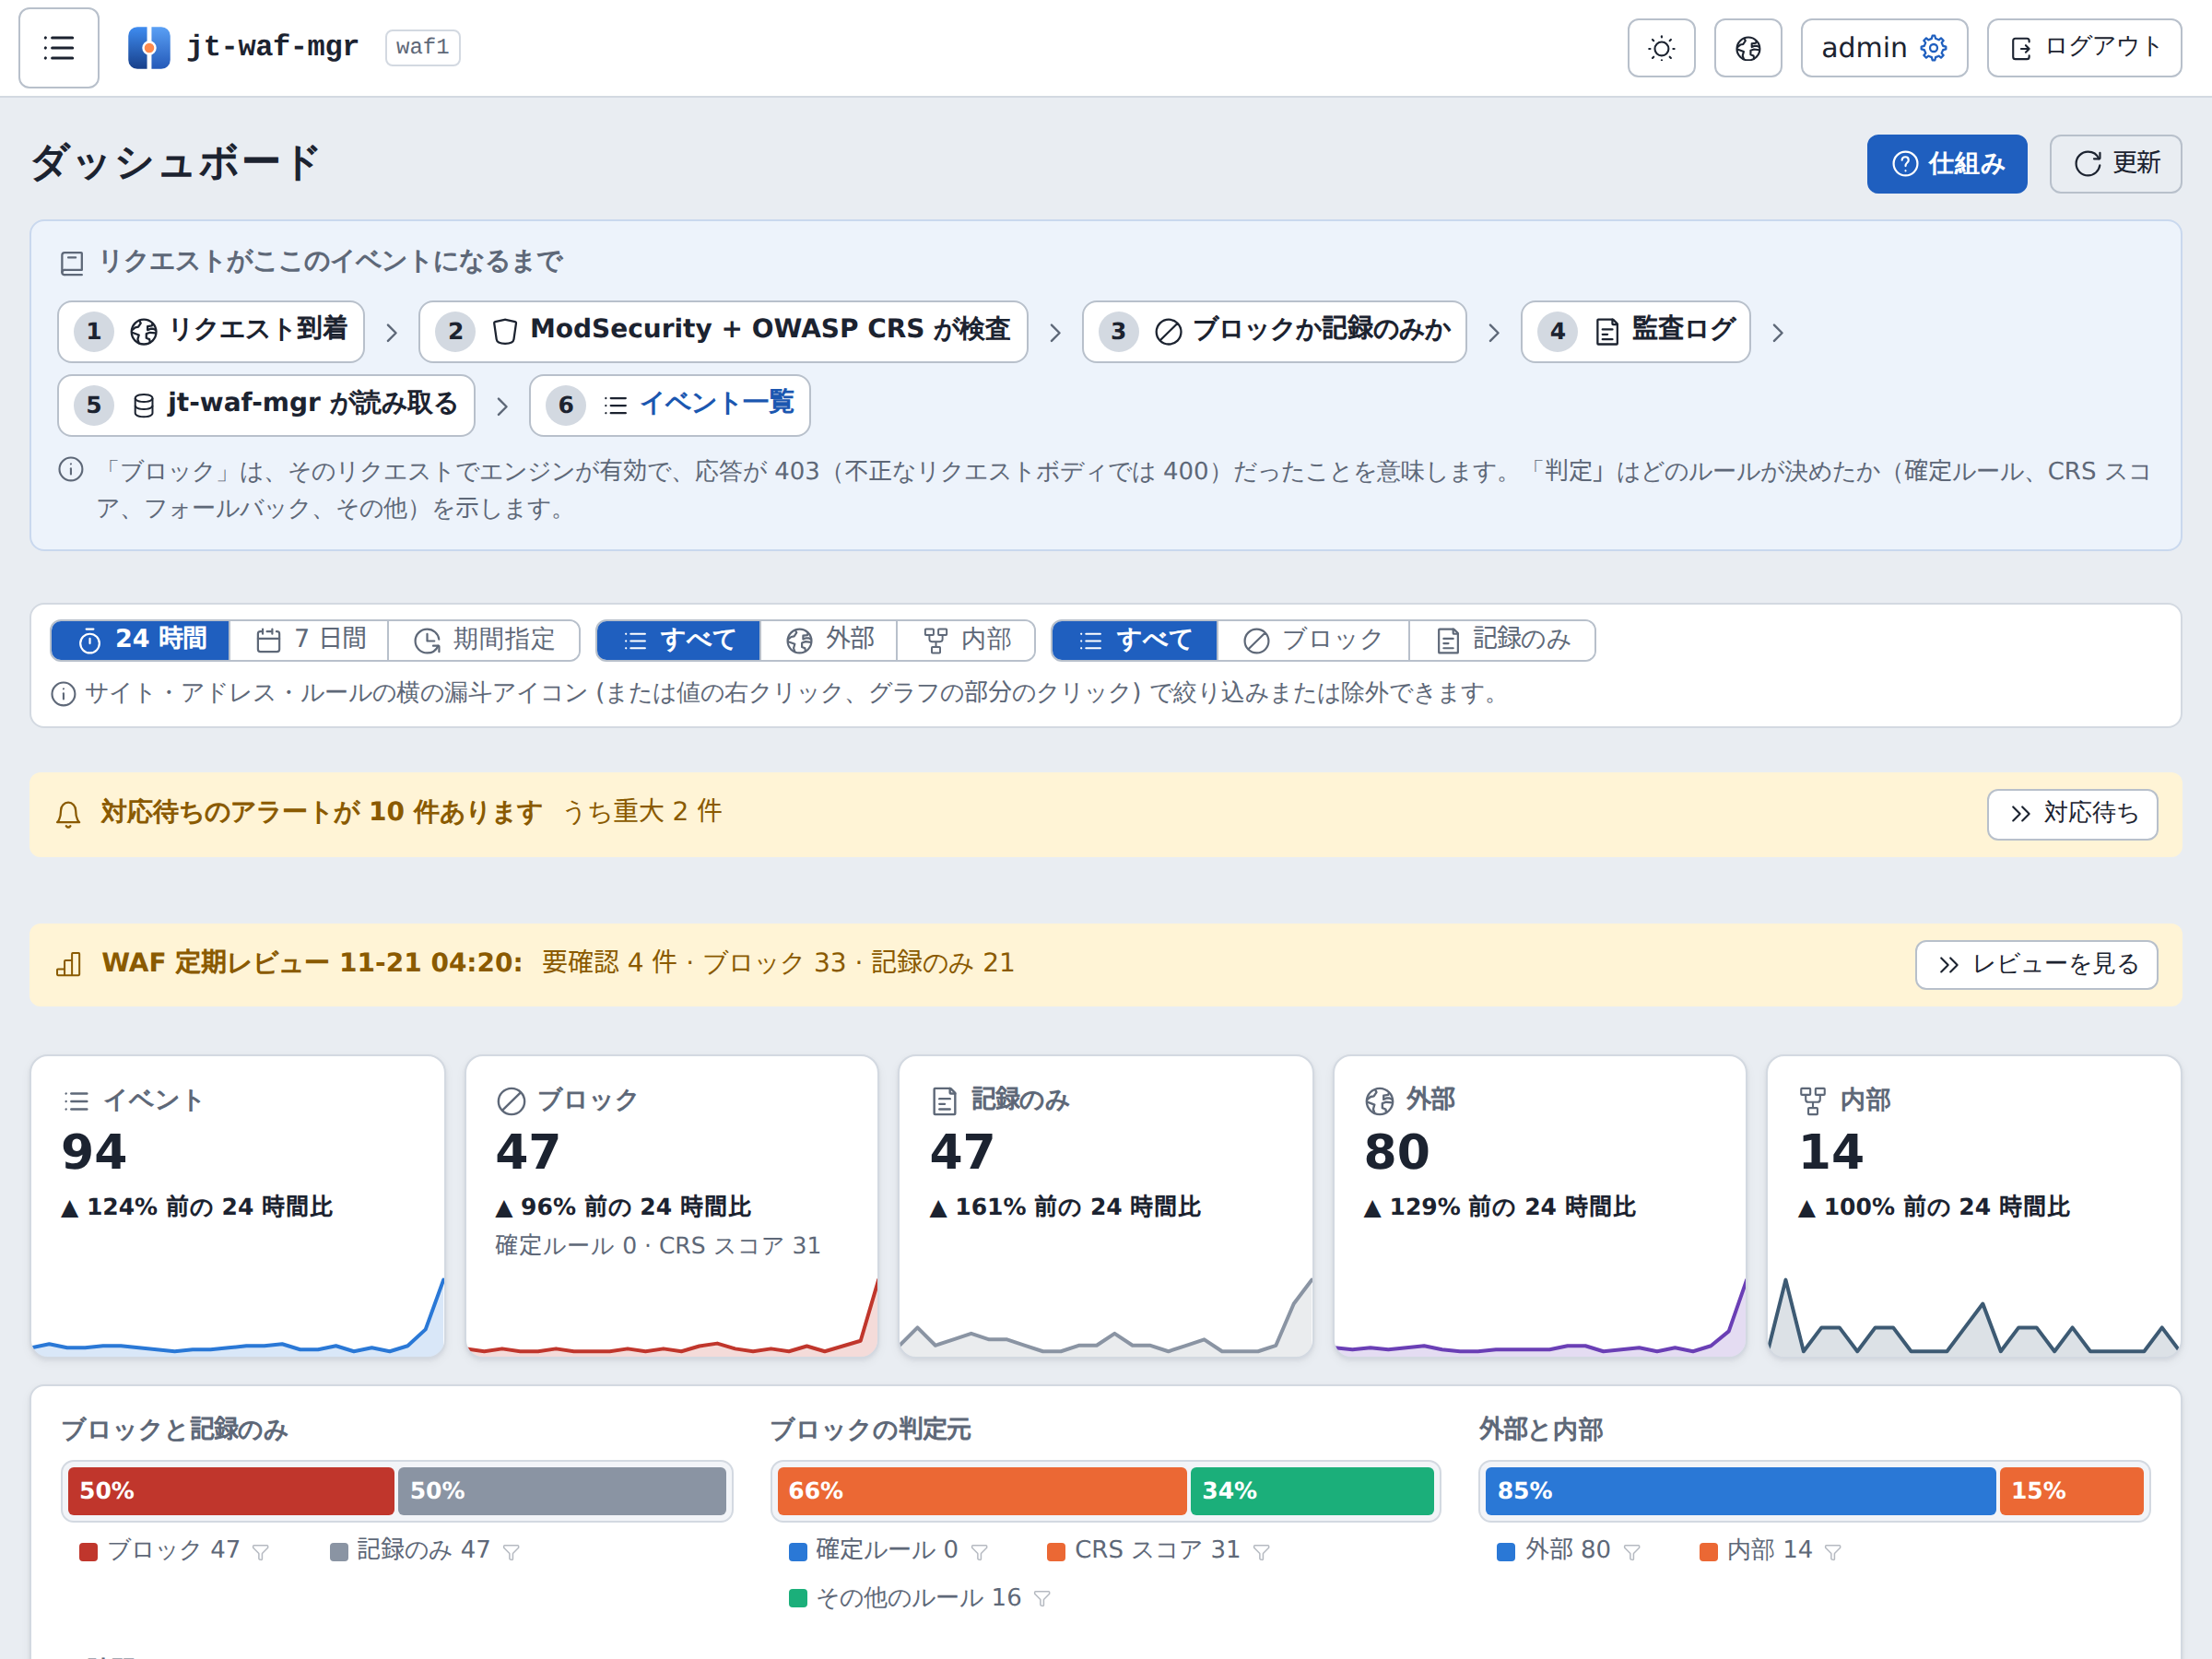 jt-waf-mgr waf1 admin ログアウト
ダッシュボード 仕組み 更新
リクエストがここのイベントになるまで
1 リクエスト到着 2 ModSecurity + OWASP CRS が検査 3 ブロックか記録のみか 4 監査ログ
5 jt-waf-mgr が読み取る 6 イベント一覧
「ブロック」は、そのリクエストでエンジンが有効で、応答が 403（不正なリクエストボディでは 400）だったことを意味します。「判定」はどのルールが決めたか（確定ルール、CRS スコ
ア、フォールバック、その他）を示します。
24 時間 7 日間 期間指定 すべて 外部 内部 すべて ブロック 記録のみ
サイト・アドレス・ルールの横の漏斗アイコン (または値の右クリック、グラフの部分のクリック) で絞り込みまたは除外できます。
対応待ちのアラートが 10 件あります うち重大 2 件 対応待ち
WAF 定期レビュー 11-21 04:20: 要確認 4 件 · ブロック 33 · 記録のみ 21 レビューを見る
イベント ブロック 記録のみ 外部 内部
94 47 47 80 14
▲ 124% 前の 24 時間比 ▲ 96% 前の 24 時間比 ▲ 161% 前の 24 時間比 ▲ 129% 前の 24 時間比 ▲ 100% 前の 24 時間比
確定ルール 0 · CRS スコア 31
ブロックと記録のみ ブロックの判定元 外部と内部
50% 50% 66% 34% 85% 15%
ブロック 47 記録のみ 47 確定ルール 0 CRS スコア 31 外部 80 内部 14
その他のルール 16